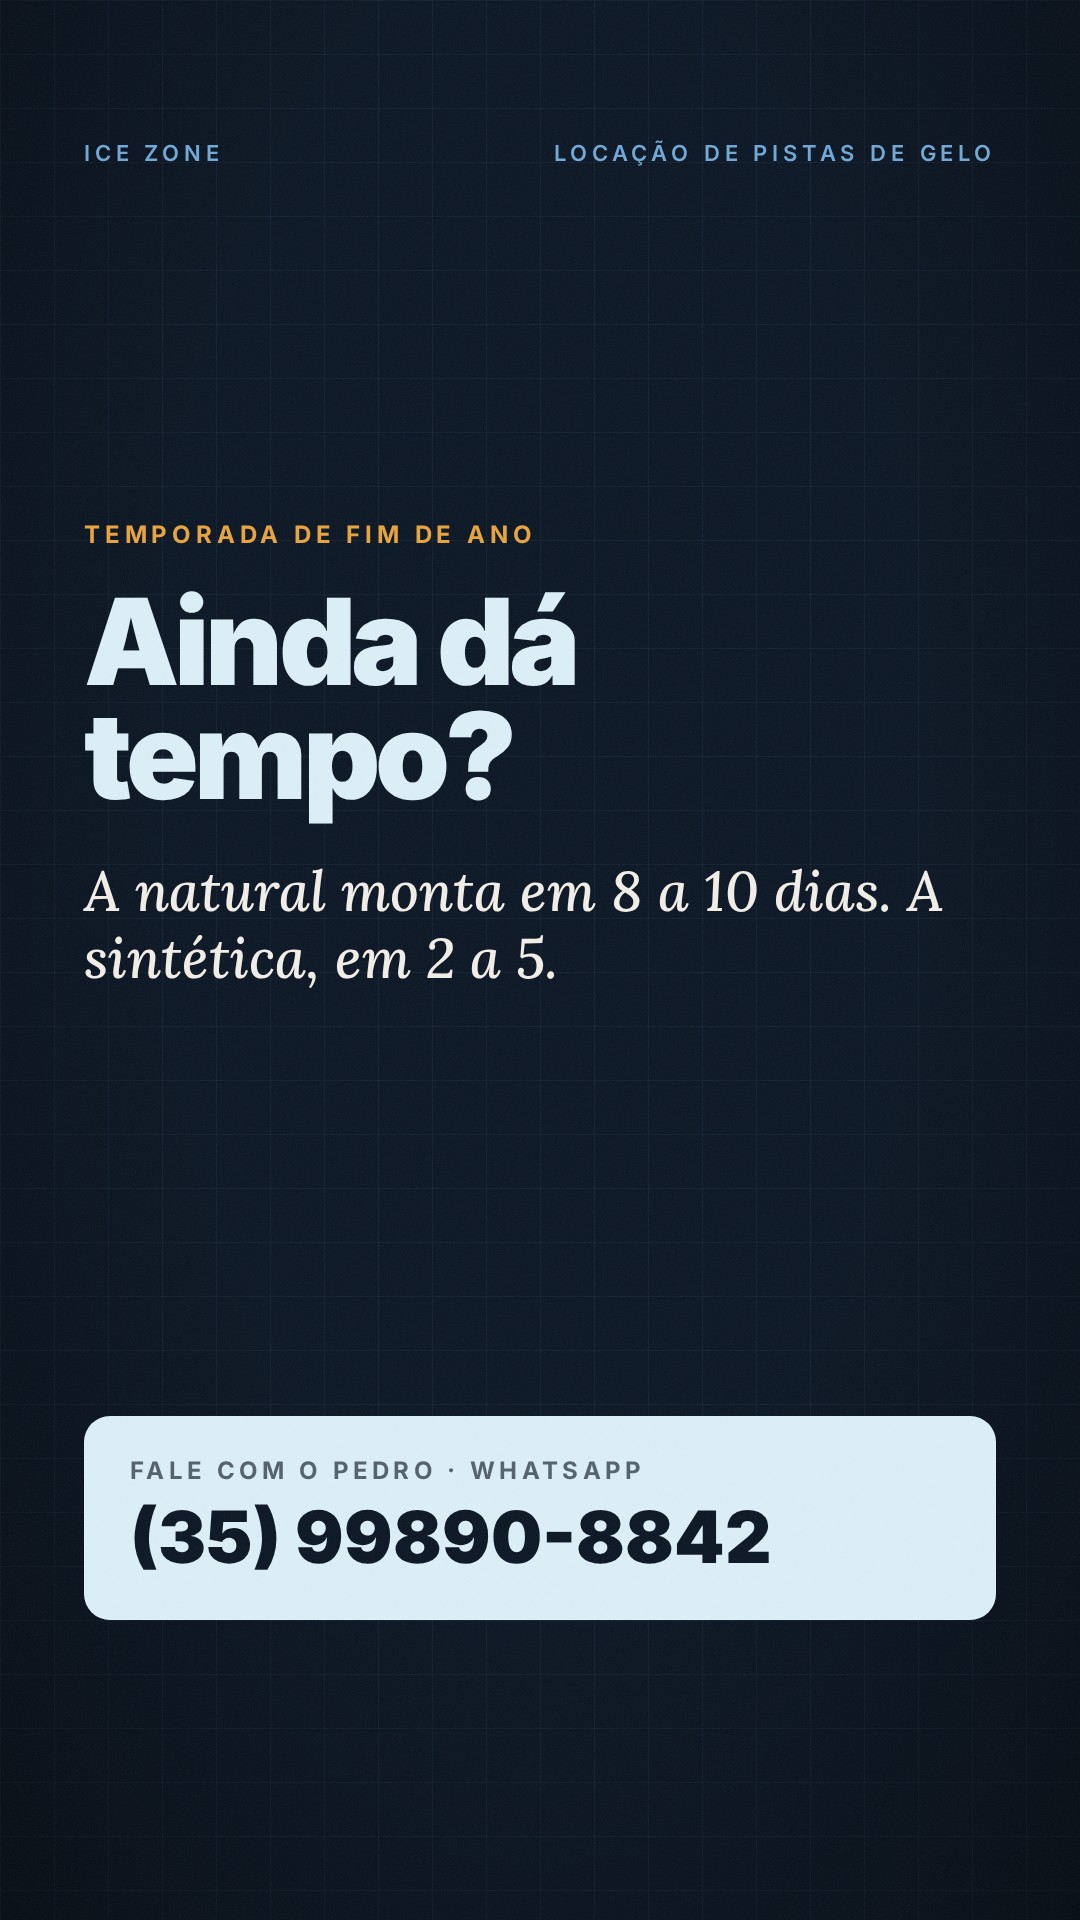 ICE ZONE
LOCAÇÃO DE PISTAS DE GELO
TEMPORADA DE FIM DE ANO
Ainda dá
tempo?
A natural monta em 8 a 10 dias. A
sintética, em 2 a 5.
FALE COM O PEDRO · WHATSAPP
(35) 99890-8842